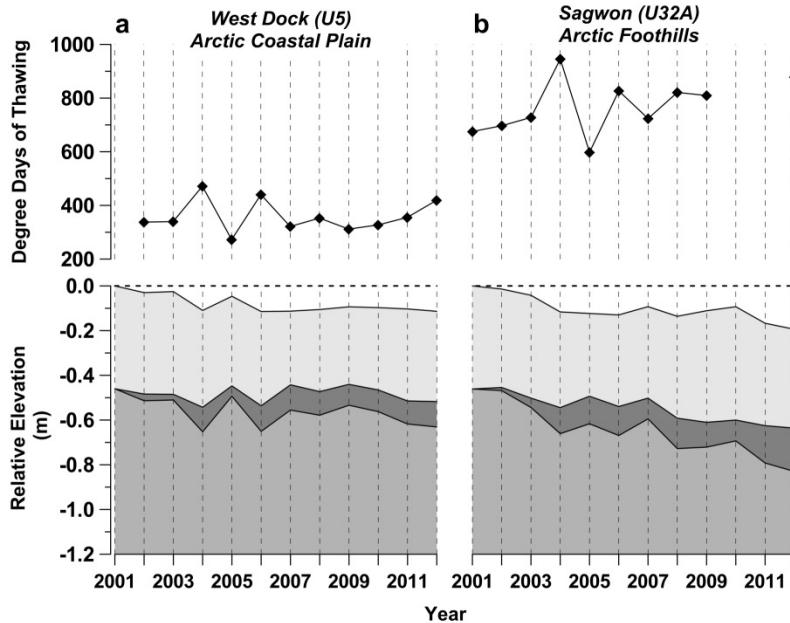 a
West Dock (U5)
Arctic Coastal Plain
b
Sagwon (U32A)
Arctic Foothills
Degree Days of Thawing
1000
800
600
400
200
Relative Elevation
(m)
0.0
-0.2
-0.4
-0.6
-0.8
-1.0
-1.2
2001 2003 2005 2007 2009 2011
2001 2003 2005 2007 2009 2011
Year